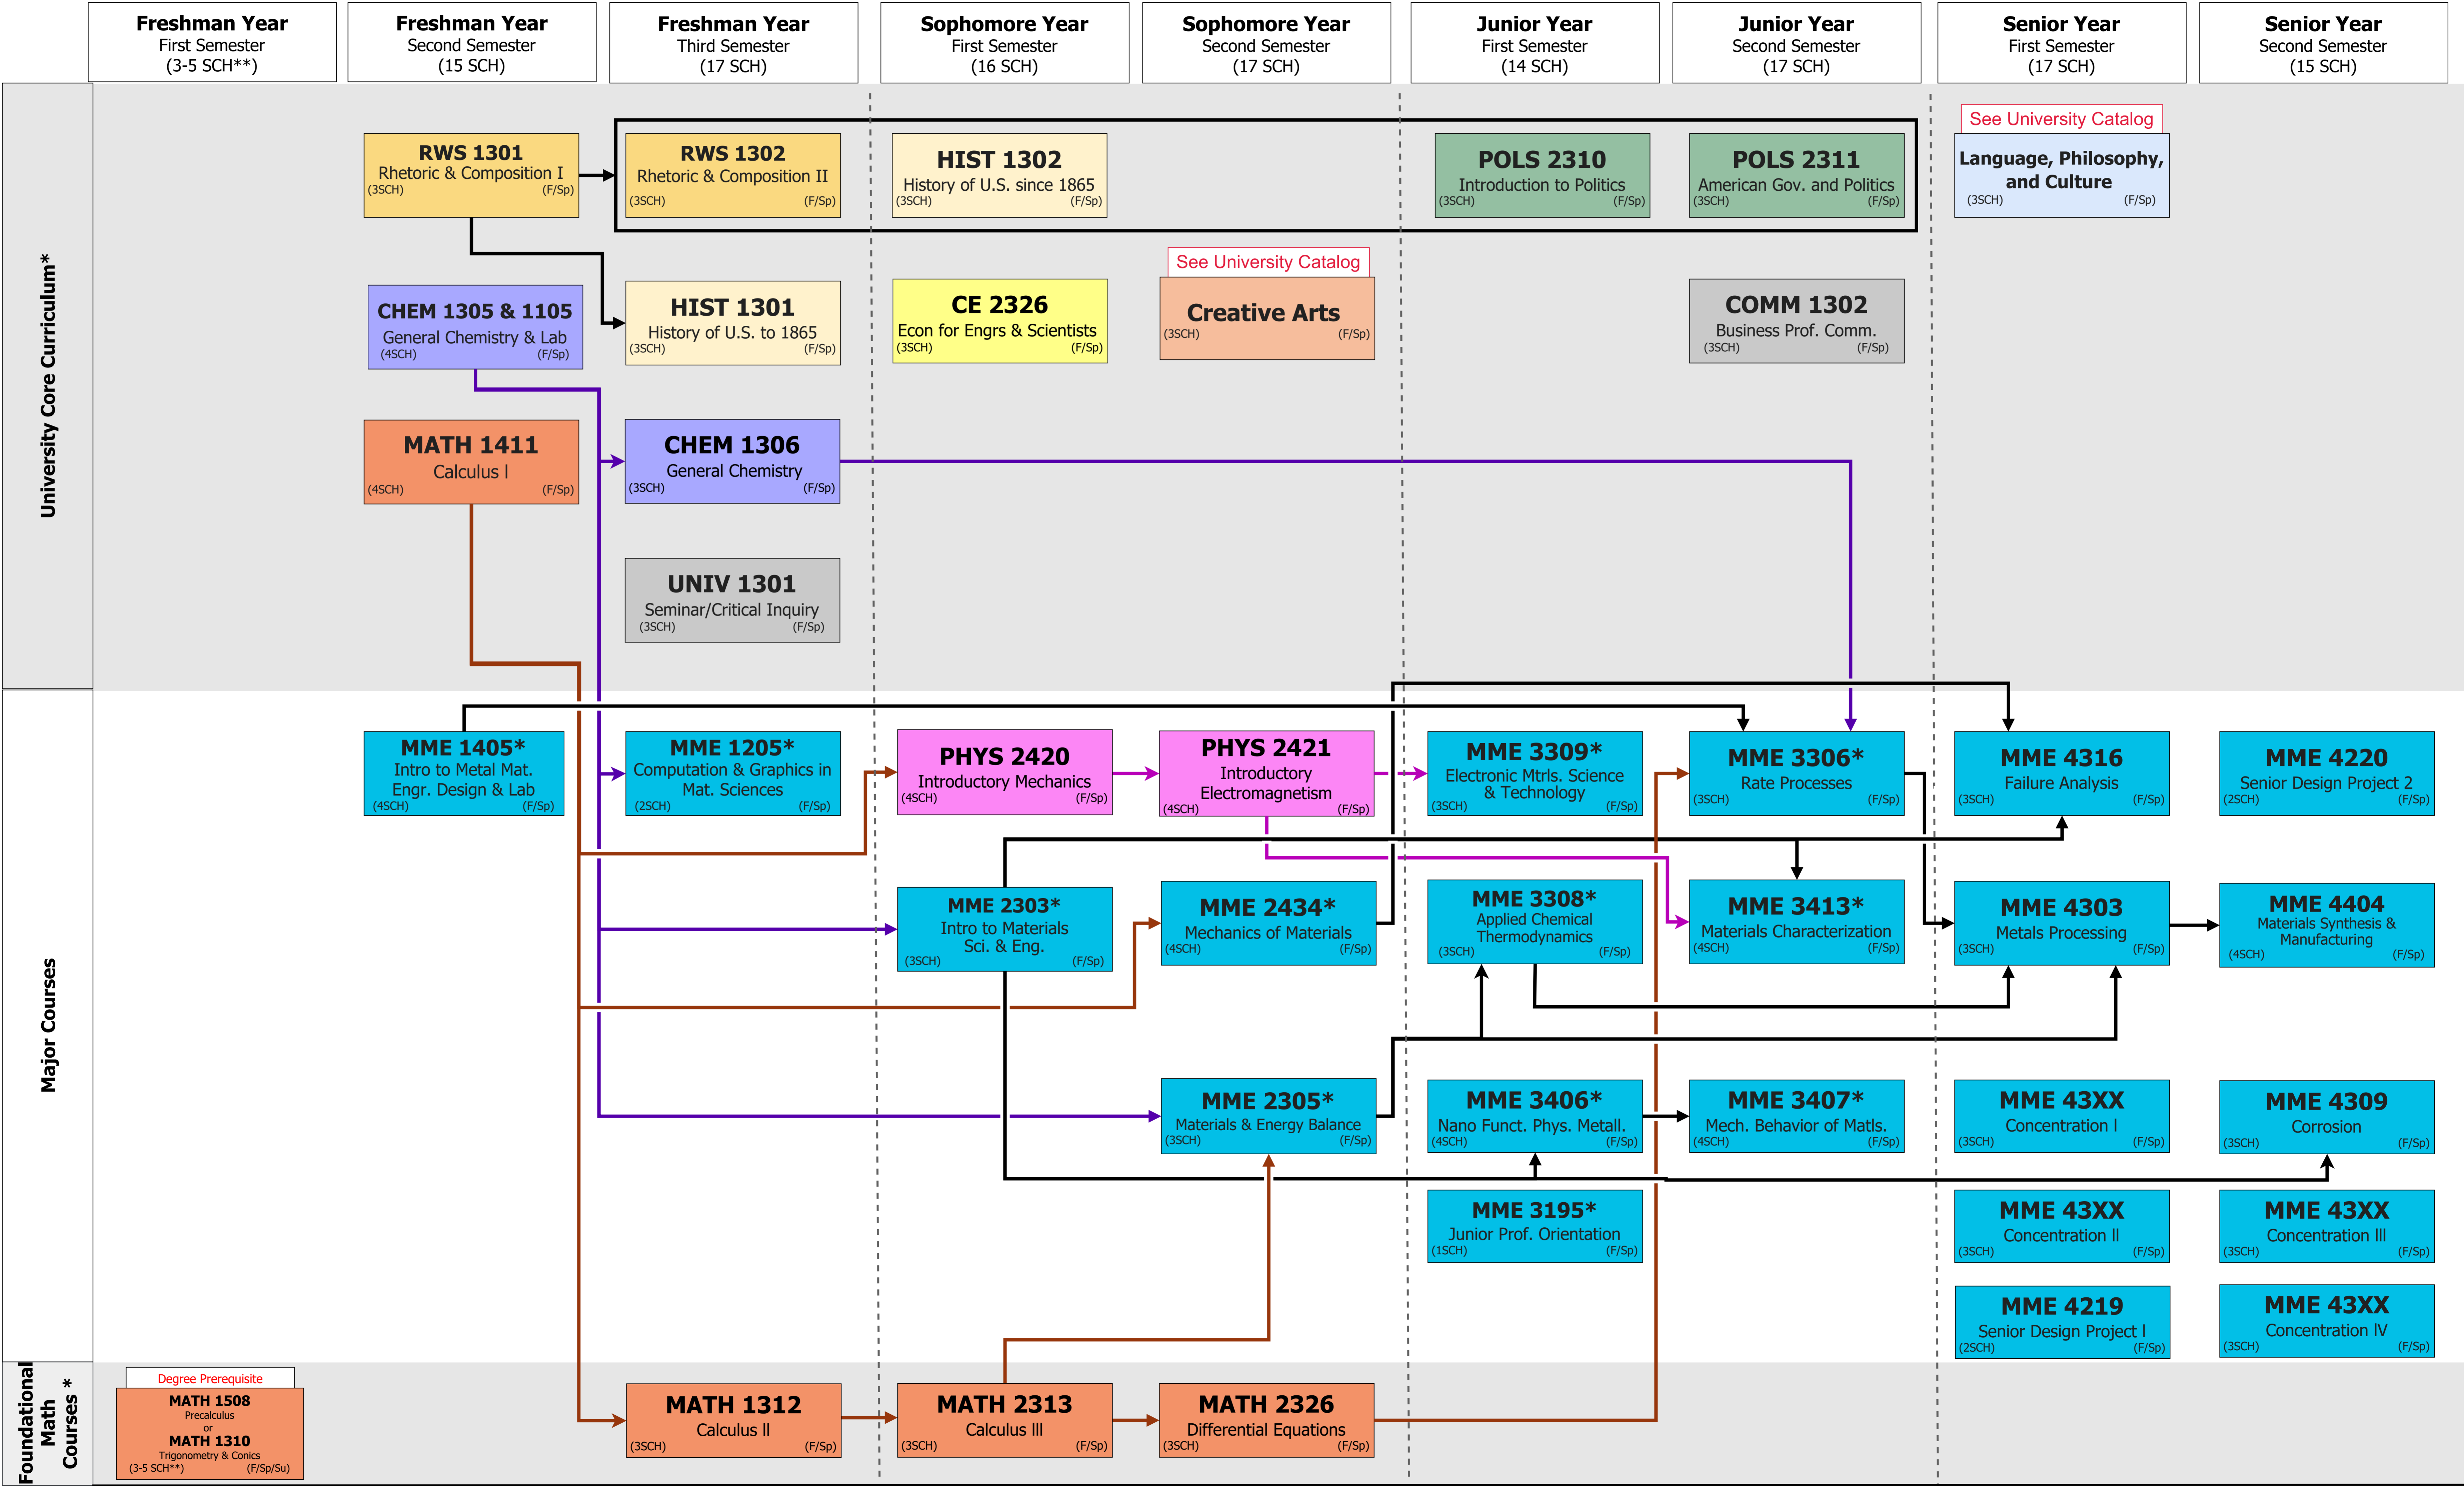 Freshman Year
First Semester
(3-5 SCH**)
Freshman Year
Second Semester
(15 SCH)
Freshman Year
Third Semester
(17 SCH)
Sophomore Year
First Semester
(16 SCH)
Sophomore Year
Second Semester
(17 SCH)
Junior Year
First Semester
(14 SCH)
Junior Year
Second Semester
(17 SCH)
Senior Year
First Semester
(17 SCH)
Senior Year
Second Semester
(15 SCH)
University Core Curriculum*
RWS 1301
Rhetoric & Composition I
(3SCH) (F/Sp)
RWS 1302
Rhetoric & Composition II
(3SCH) (F/Sp)
HIST 1302
History of U.S. since 1865
(3SCH) (F/Sp)
POLS 2310
Introduction to Politics
(3SCH) (F/Sp)
POLS 2311
American Gov. and Politics
(3SCH) (F/Sp)
See University Catalog
Language, Philosophy,
and Culture
(3SCH) (F/Sp)
CHEM 1305 & 1105
General Chemistry & Lab
(4SCH) (F/Sp)
HIST 1301
History of U.S. to 1865
(3SCH) (F/Sp)
CE 2326
Econ for Engrs & Scientists
(3SCH) (F/Sp)
See University Catalog
Creative Arts
(3SCH) (F/Sp)
COMM 1302
Business Prof. Comm.
(3SCH) (F/Sp)
MATH 1411
Calculus I
(4SCH) (F/Sp)
CHEM 1306
General Chemistry
(3SCH) (F/Sp)
UNIV 1301
Seminar/Critical Inquiry
(3SCH) (F/Sp)
Major Courses
MME 1405*
Intro to Metal Mat.
Engr. Design & Lab
(4SCH) (F/Sp)
MME 1205*
Computation & Graphics in
Mat. Sciences
(2SCH) (F/Sp)
PHYS 2420
Introductory Mechanics
(4SCH) (F/Sp)
PHYS 2421
Introductory
Electromagnetism
(4SCH) (F/Sp)
MME 3309*
Electronic Mtrls. Science
& Technology
(3SCH) (F/Sp)
MME 3306*
Rate Processes
(3SCH) (F/Sp)
MME 4316
Failure Analysis
(3SCH) (F/Sp)
MME 4220
Senior Design Project 2
(2SCH) (F/Sp)
MME 2303*
Intro to Materials
Sci. & Eng.
(3SCH) (F/Sp)
MME 2434*
Mechanics of Materials
(4SCH) (F/Sp)
MME 3308*
Applied Chemical
Thermodynamics
(3SCH) (F/Sp)
MME 3413*
Materials Characterization
(4SCH) (F/Sp)
MME 4303
Metals Processing
(3SCH) (F/Sp)
MME 4404
Materials Synthesis &
Manufacturing
(4SCH) (F/Sp)
MME 2305*
Materials & Energy Balance
(3SCH) (F/Sp)
MME 3406*
Nano Funct. Phys. Metall.
(4SCH) (F/Sp)
MME 3407*
Mech. Behavior of Matls.
(4SCH) (F/Sp)
MME 43XX
Concentration I
(3SCH) (F/Sp)
MME 4309
Corrosion
(3SCH) (F/Sp)
MME 3195*
Junior Prof. Orientation
(1SCH) (F/Sp)
MME 43XX
Concentration II
(3SCH) (F/Sp)
MME 43XX
Concentration III
(3SCH) (F/Sp)
MME 4219
Senior Design Project I
(2SCH) (F/Sp)
MME 43XX
Concentration IV
(3SCH) (F/Sp)
Foundational
Math
Courses *
Degree Prerequisite
MATH 1508
Precalculus
or
MATH 1310
Trigonometry & Conics
(3-5 SCH**) (F/Sp/Su)
MATH 1312
Calculus II
(3SCH) (F/Sp)
MATH 2313
Calculus III
(3SCH) (F/Sp)
MATH 2326
Differential Equations
(3SCH) (F/Sp)